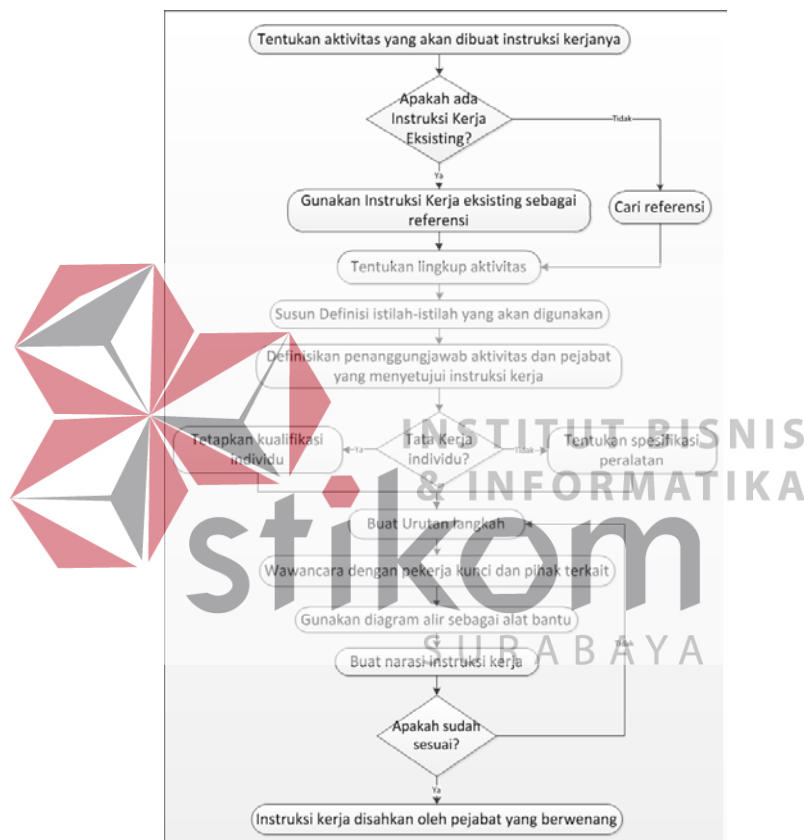 Tentukan aktivitas yang akan dibuat instruksi kerjanya
Apakah ada
Instruksi Kerja
Eksisting?
Tidak
Ya
Gunakan Instruksi Kerja eksisting sebagai
referensi
Cari referensi
Tentukan lingkup aktivitas
Susun Definisi istilah-istilah yang akan digunakan
Definisikan penanggungjawab aktivitas dan pejabat
yang menyetujui instruksi kerja
Tetapkan kualifikasi
individu
Ya
Tata Kerja
individu?
Tidak
Tentukan spesifikasi
peralatan
INSTITUT BISNIS
& INFORMATIKA
stikom
SURABAYA
Buat Urutan langkah
Wawancara dengan pekerja kunci dan pihak terkait
Gunakan diagram alir sebagai alat bantu
Tidak
Buat narasi instruksi kerja
Apakah sudah
sesuai?
Ya
Instruksi kerja disahkan oleh pejabat yang berwenang